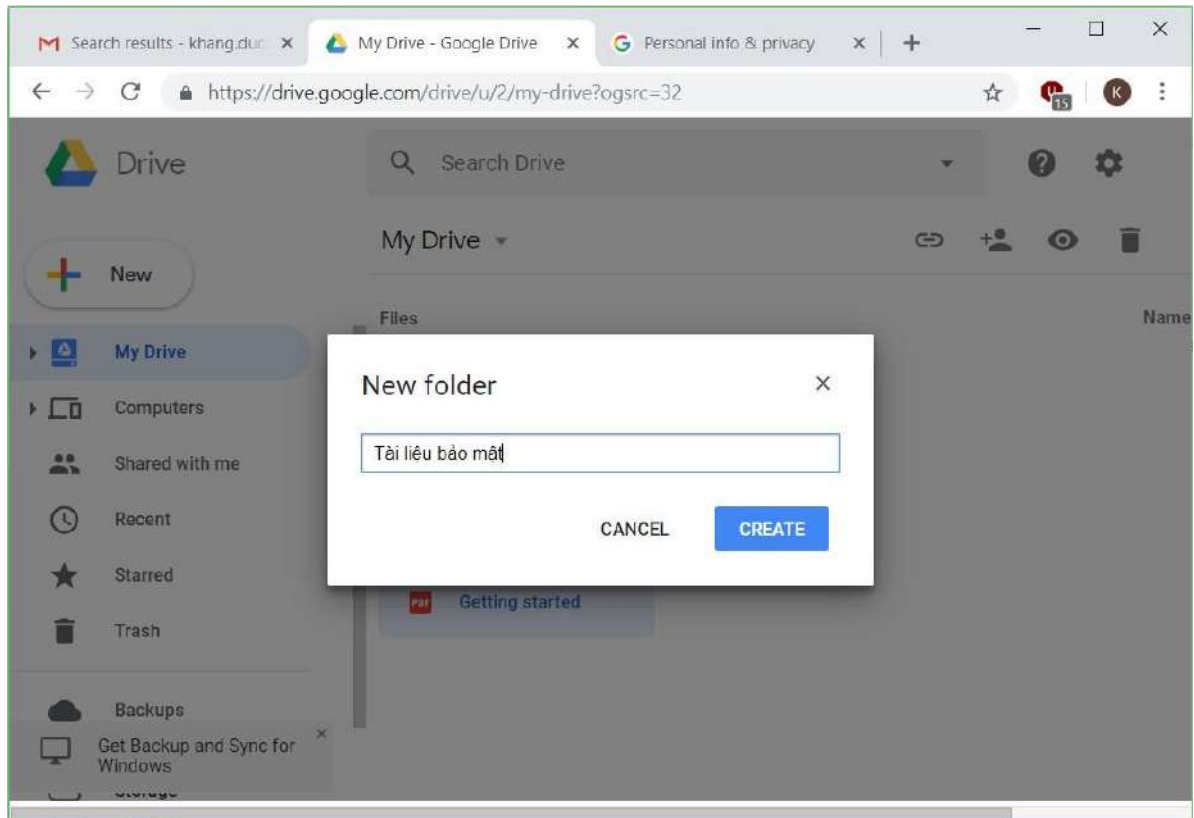 Search results - khang.duc
My Drive - Google Drive
Personal info & privacy
https://drive.google.com/drive/u/2/my-drive?ogsrc=32
15
K
Drive
Search Drive
New
My Drive
Files
Name
My Drive
Computers
Shared with me
Recent
Starred
Trash
Backups
Get Backup and Sync for
Windows
Storage
New folder
Tài liệu bảo mật
CANCEL
CREATE
PDF
Getting started